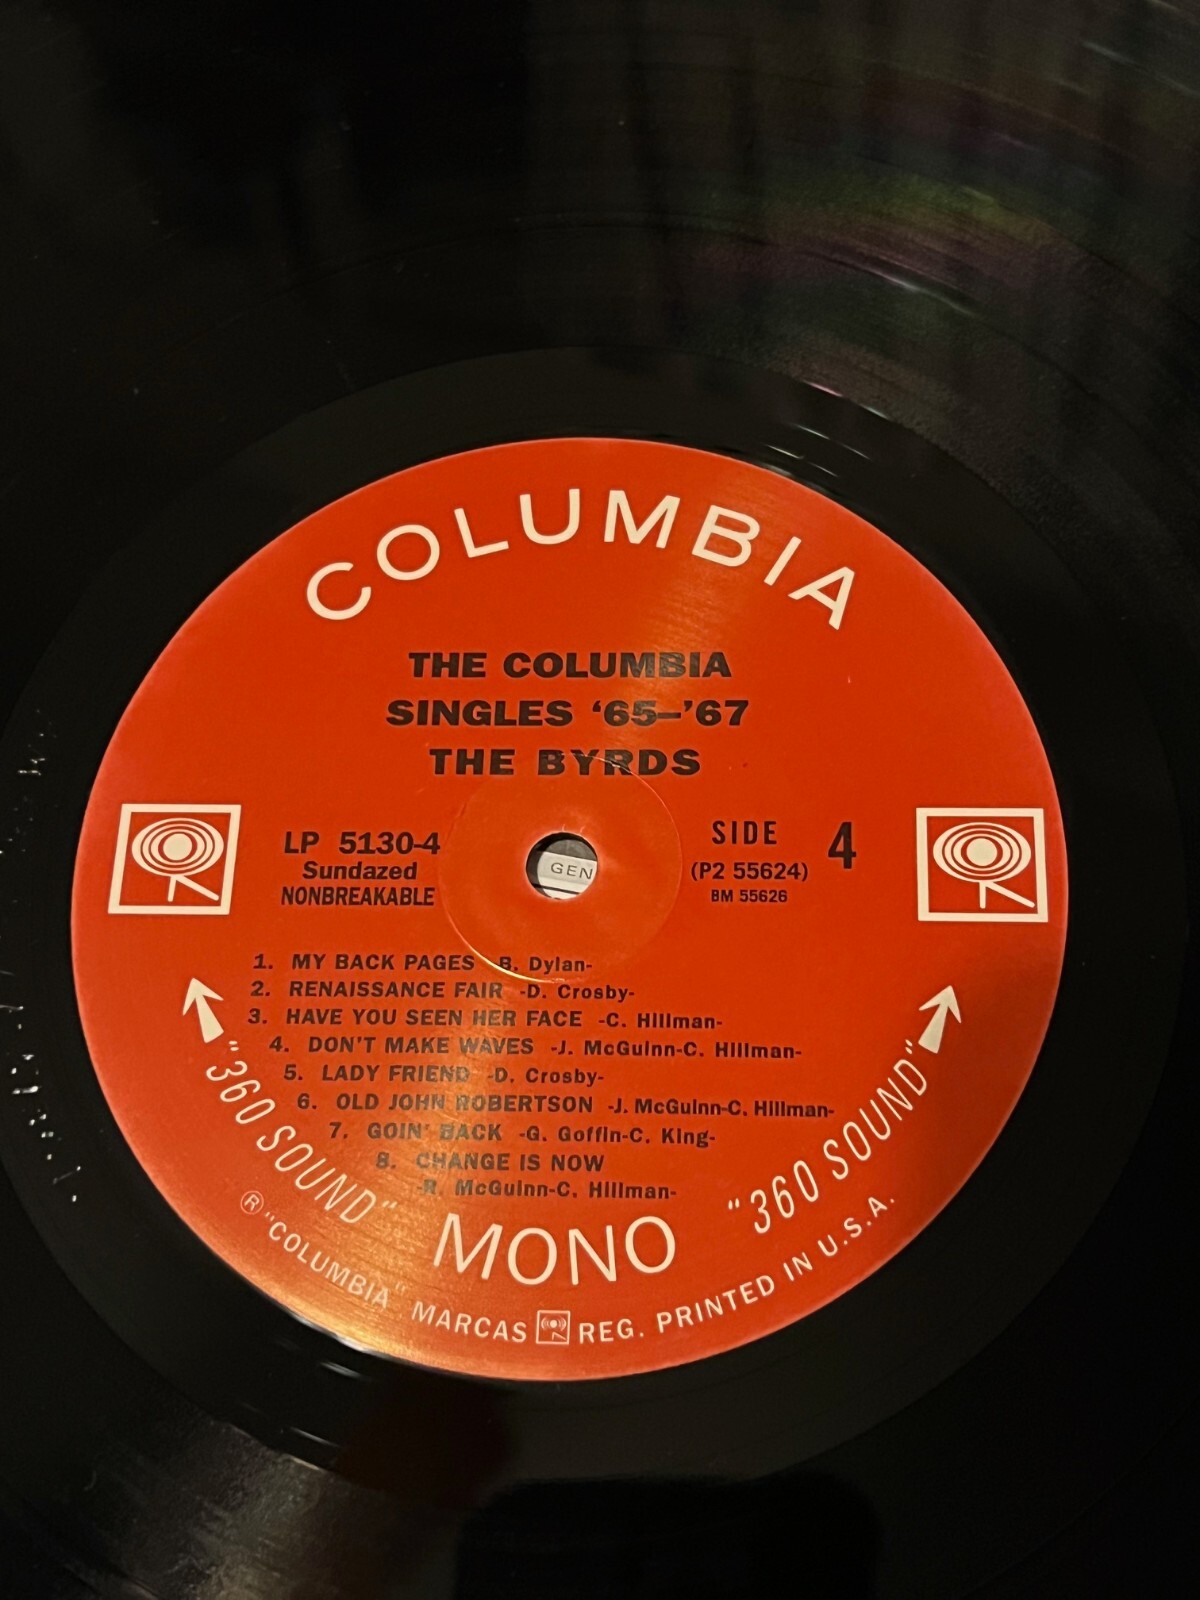 COLUMBIA
THE COLUMBIA
SINGLES ‘65–’67
THE BYRDS
LP 5130-4
Sundazed
NONBREAKABLE
GEN
SIDE 4
(P2 55624)
BM 55626
1. MY BACK PAGES -B. Dylan-
2. RENAISSANCE FAIR -D. Crosby-
3. HAVE YOU SEEN HER FACE -C. Hillman-
4. DON'T MAKE WAVES -J. McGuinn-C. Hillman-
5. LADY FRIEND -D. Crosby-
6. OLD JOHN ROBERTSON -J. McGuinn-C. Hillman-
7. GOIN' BACK -G. Goffin-C. King-
8. CHANGE IS NOW
-R. McGuinn-C. Hillman-
"360 SOUND"
MONO
"360 SOUND"
® "COLUMBIA", MARCAS REG. PRINTED IN U.S.A.